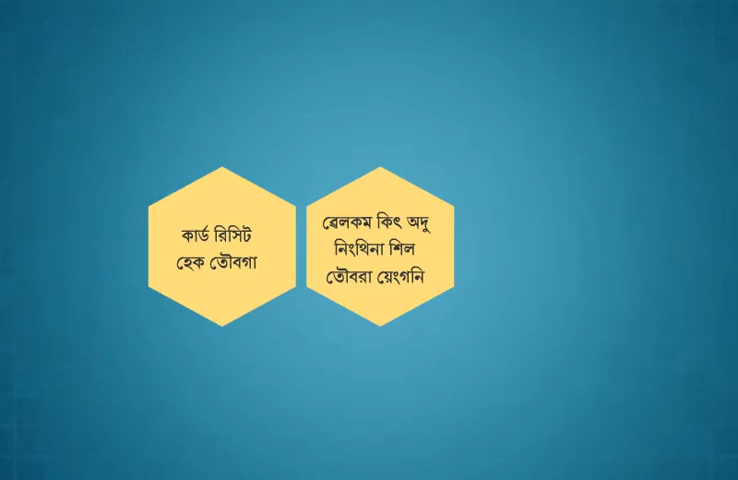 কার্ড রিসিট
হেক তৌবগা
ৱেলকম কিৎ অদু
নিংথিনা শিল
তৌবরা য়েংগনি